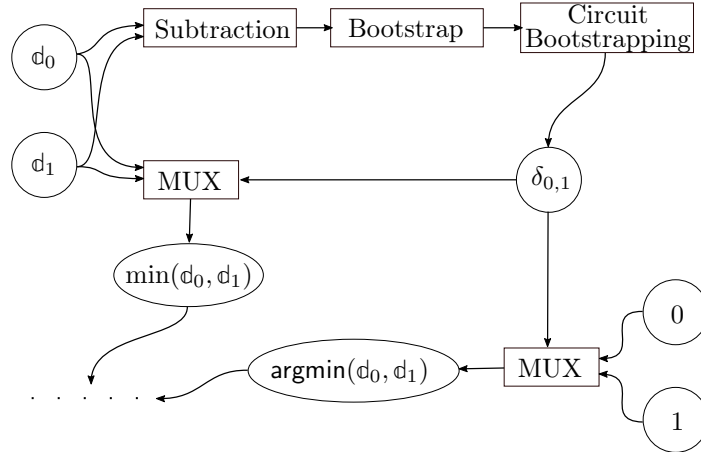 𝕕₀
Subtraction
Bootstrap
Circuit
Bootstrapping
𝕕₁
MUX
δ₀,₁
min(𝕕₀, 𝕕₁)
0
argmin(𝕕₀, 𝕕₁)
MUX
. . . . .
1